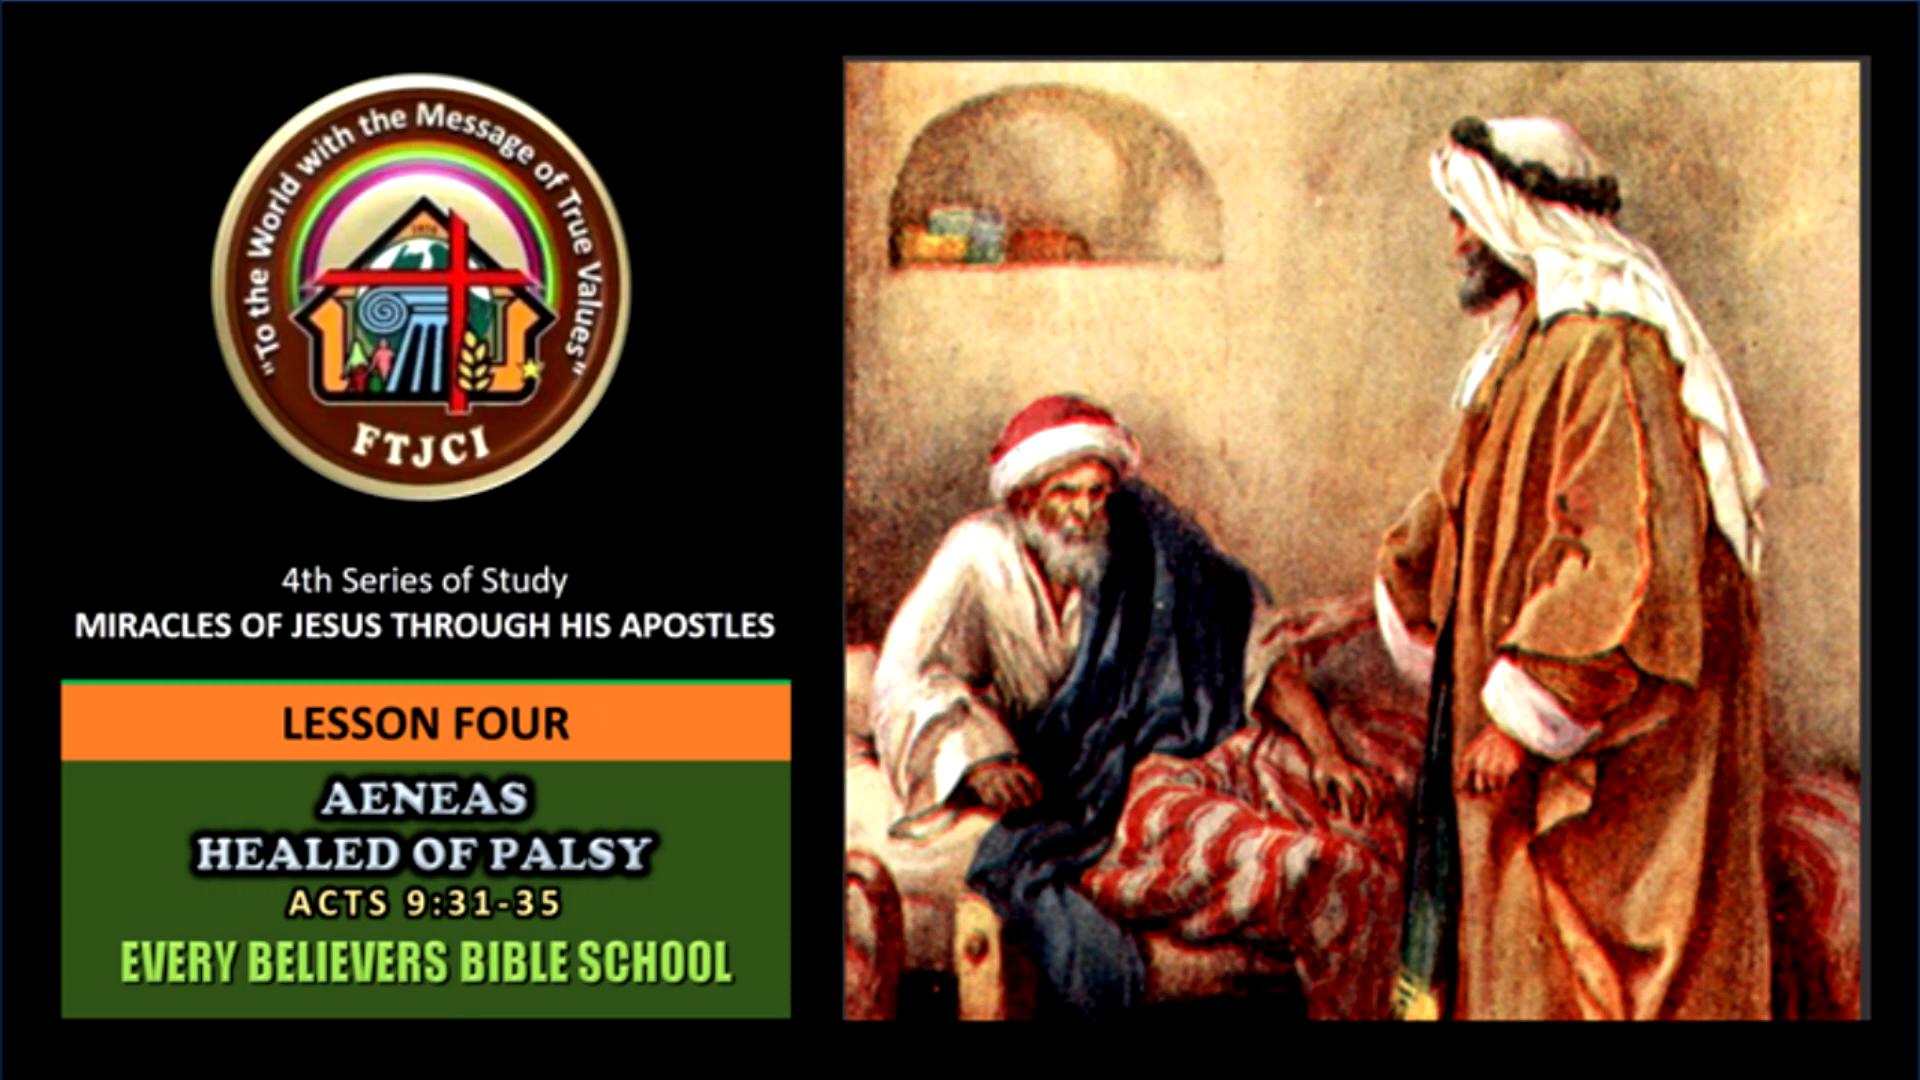 "To the World with the Message of True Values"
FTJCI
4th Series of Study
MIRACLES OF JESUS THROUGH HIS APOSTLES
LESSON FOUR
AENEAS
HEALED OF PALSY
ACTS 9:31-35
EVERY BELIEVERS BIBLE SCHOOL